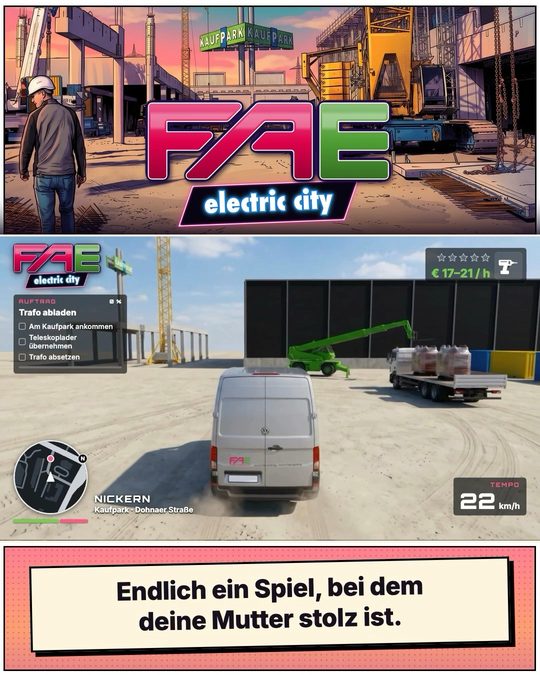 KAUFPARK KAUFPARK
FAE
electric city
FAE
electric city
AUFTRAG 0 %
Trafo abladen
Am Kaufpark ankommen
Teleskoplader
übernehmen
Trafo absetzen
€ 17-21 / h
FAE
N
NICKERN
Kaufpark · Dohnaer Straße
TEMPO
22 km/h
Endlich ein Spiel, bei dem
deine Mutter stolz ist.